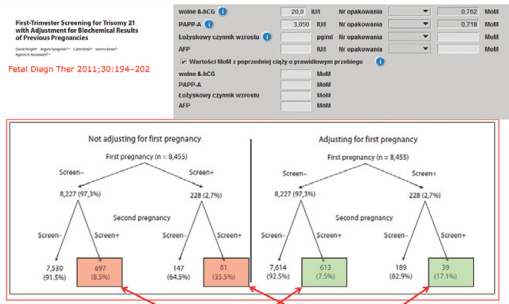 First-Trimester Screening for Trisomy 21
with Adjustment for Biochemical Results
of Previous Pregnancies
Fetal Diagn Ther 2011;30:194–202
wolne ß-hCG 20,0 IU/l Nr opakowania 0,762 MoM
PAPP-A 3,050 IU/l Nr opakowania 0,718 MoM
Łożyskowy czynnik wzrostu pg/ml Nr opakowania MoM
AFP IU/l Nr opakowania MoM
Wartości MoM z poprzedniej ciąży o prawidłowym przebiegu
wolne ß-hCG MoM
PAPP-A MoM
Łożyskowy czynnik wzrostu MoM
AFP MoM
Not adjusting for first pregnancy
First pregnancy (n = 8,455)
Screen– Screen+
8,227 (97,3%) 228 (2,7%)
Second pregnancy
Screen– Screen+ Screen– Screen+
7,530 697 147 81
(91.5%) (8.5%) (64.5%) (35.5%)
Adjusting for first pregnancy
First pregnancy (n = 8,455)
Screen– Screen+
8,227 (97,3%) 228 (2,7%)
Second pregnancy
Screen– Screen+ Screen– Screen+
7,614 613 189 39
(92.5%) (7.5%) (82.9%) (17.1%)